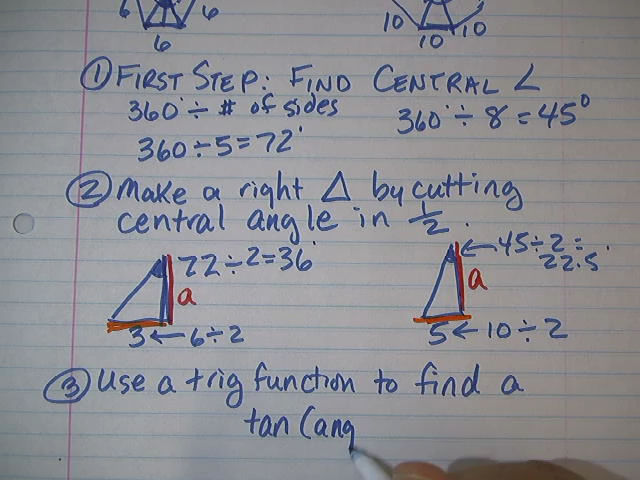 6 6 10 10
6 10
① FIRST STEP: FIND CENTRAL ∠
360° ÷ # of sides 360° ÷ 8 = 45°
360 ÷ 5 = 72°
② Make a right △ by cutting
central angle in 1/2.
72 ÷ 2 = 36° ← 45 ÷ 2 =
22.5°
a a
3 ← 6 ÷ 2 5 ← 10 ÷ 2
③ Use a trig function to find a
tan (ang